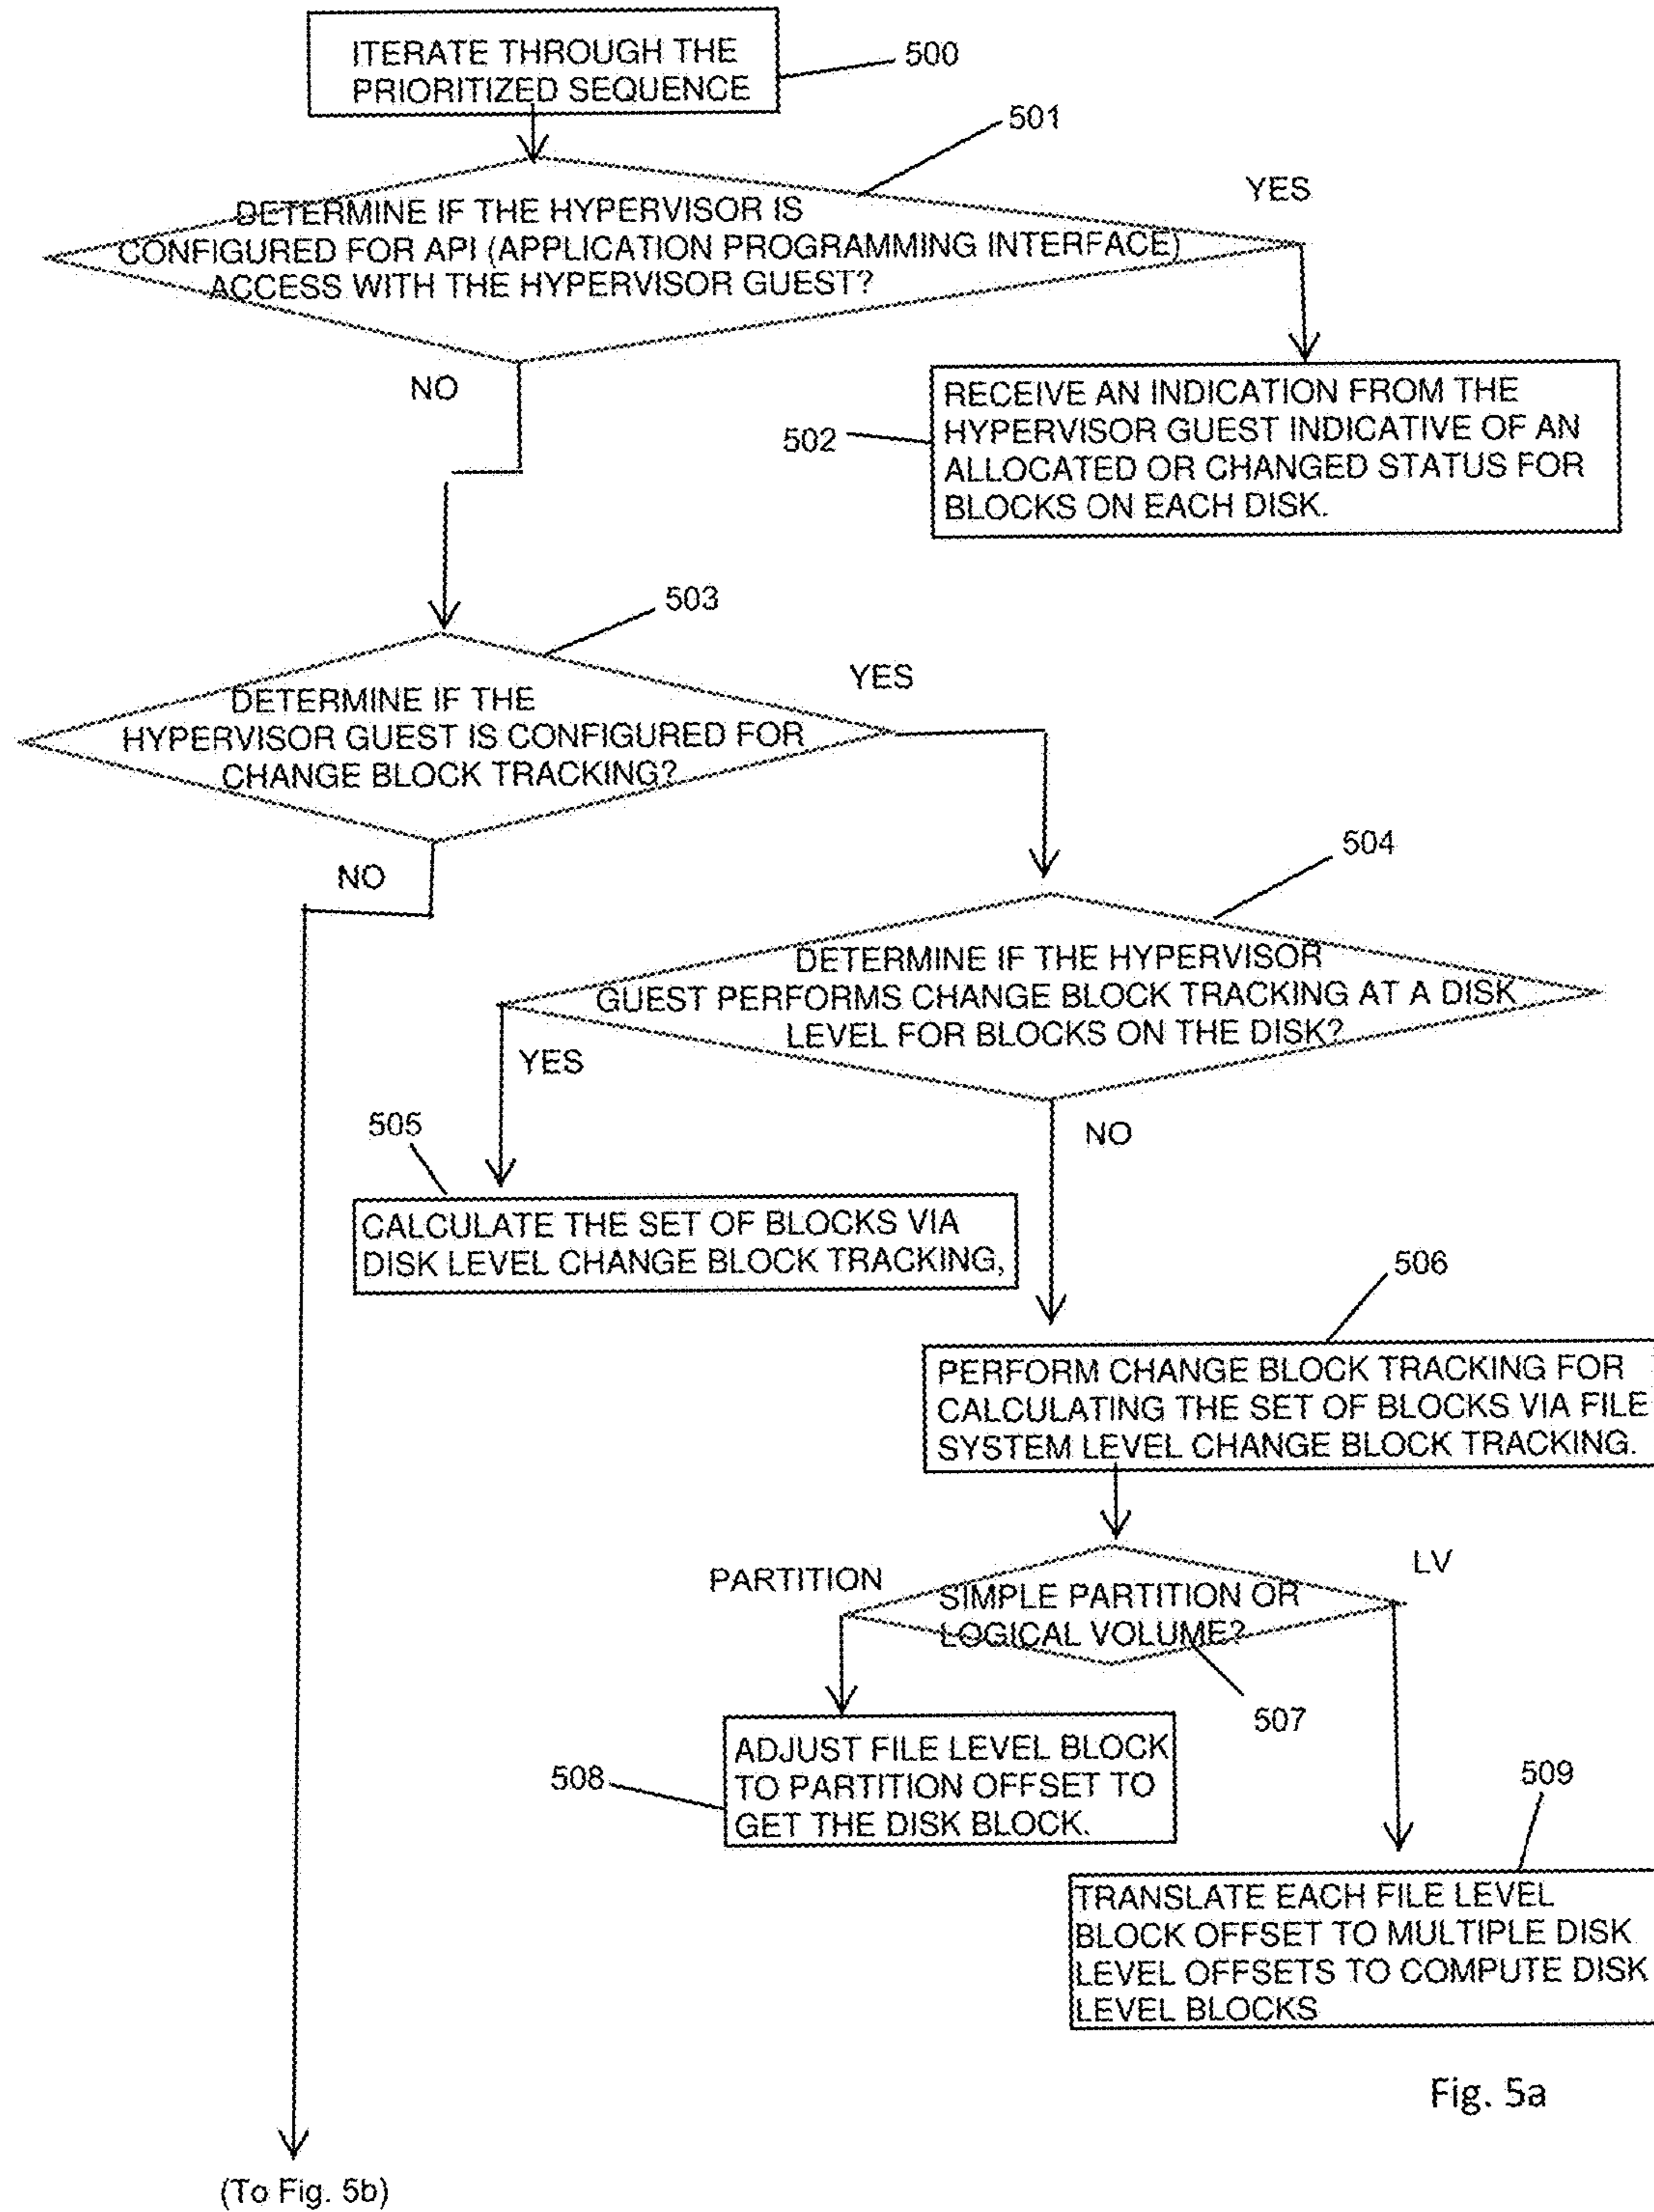 ITERATE THROUGH THE
PRIORITIZED SEQUENCE
500
501
YES
DETERMINE IF THE HYPERVISOR IS
CONFIGURED FOR API (APPLICATION PROGRAMMING INTERFACE)
ACCESS WITH THE HYPERVISOR GUEST?
NO
RECEIVE AN INDICATION FROM THE
HYPERVISOR GUEST INDICATIVE OF AN
ALLOCATED OR CHANGED STATUS FOR
BLOCKS ON EACH DISK.
502
503
YES
DETERMINE IF THE
HYPERVISOR GUEST IS CONFIGURED FOR
CHANGE BLOCK TRACKING?
NO
504
DETERMINE IF THE HYPERVISOR
GUEST PERFORMS CHANGE BLOCK TRACKING AT A DISK
LEVEL FOR BLOCKS ON THE DISK?
YES
NO
505
CALCULATE THE SET OF BLOCKS VIA
DISK LEVEL CHANGE BLOCK TRACKING,
506
PERFORM CHANGE BLOCK TRACKING FOR
CALCULATING THE SET OF BLOCKS VIA FILE
SYSTEM LEVEL CHANGE BLOCK TRACKING.
PARTITION
LV
SIMPLE PARTITION OR
LOGICAL VOLUME?
507
508
ADJUST FILE LEVEL BLOCK
TO PARTITION OFFSET TO
GET THE DISK BLOCK.
509
TRANSLATE EACH FILE LEVEL
BLOCK OFFSET TO MULTIPLE DISK
LEVEL OFFSETS TO COMPUTE DISK
LEVEL BLOCKS
Fig. 5a
(To Fig. 5b)